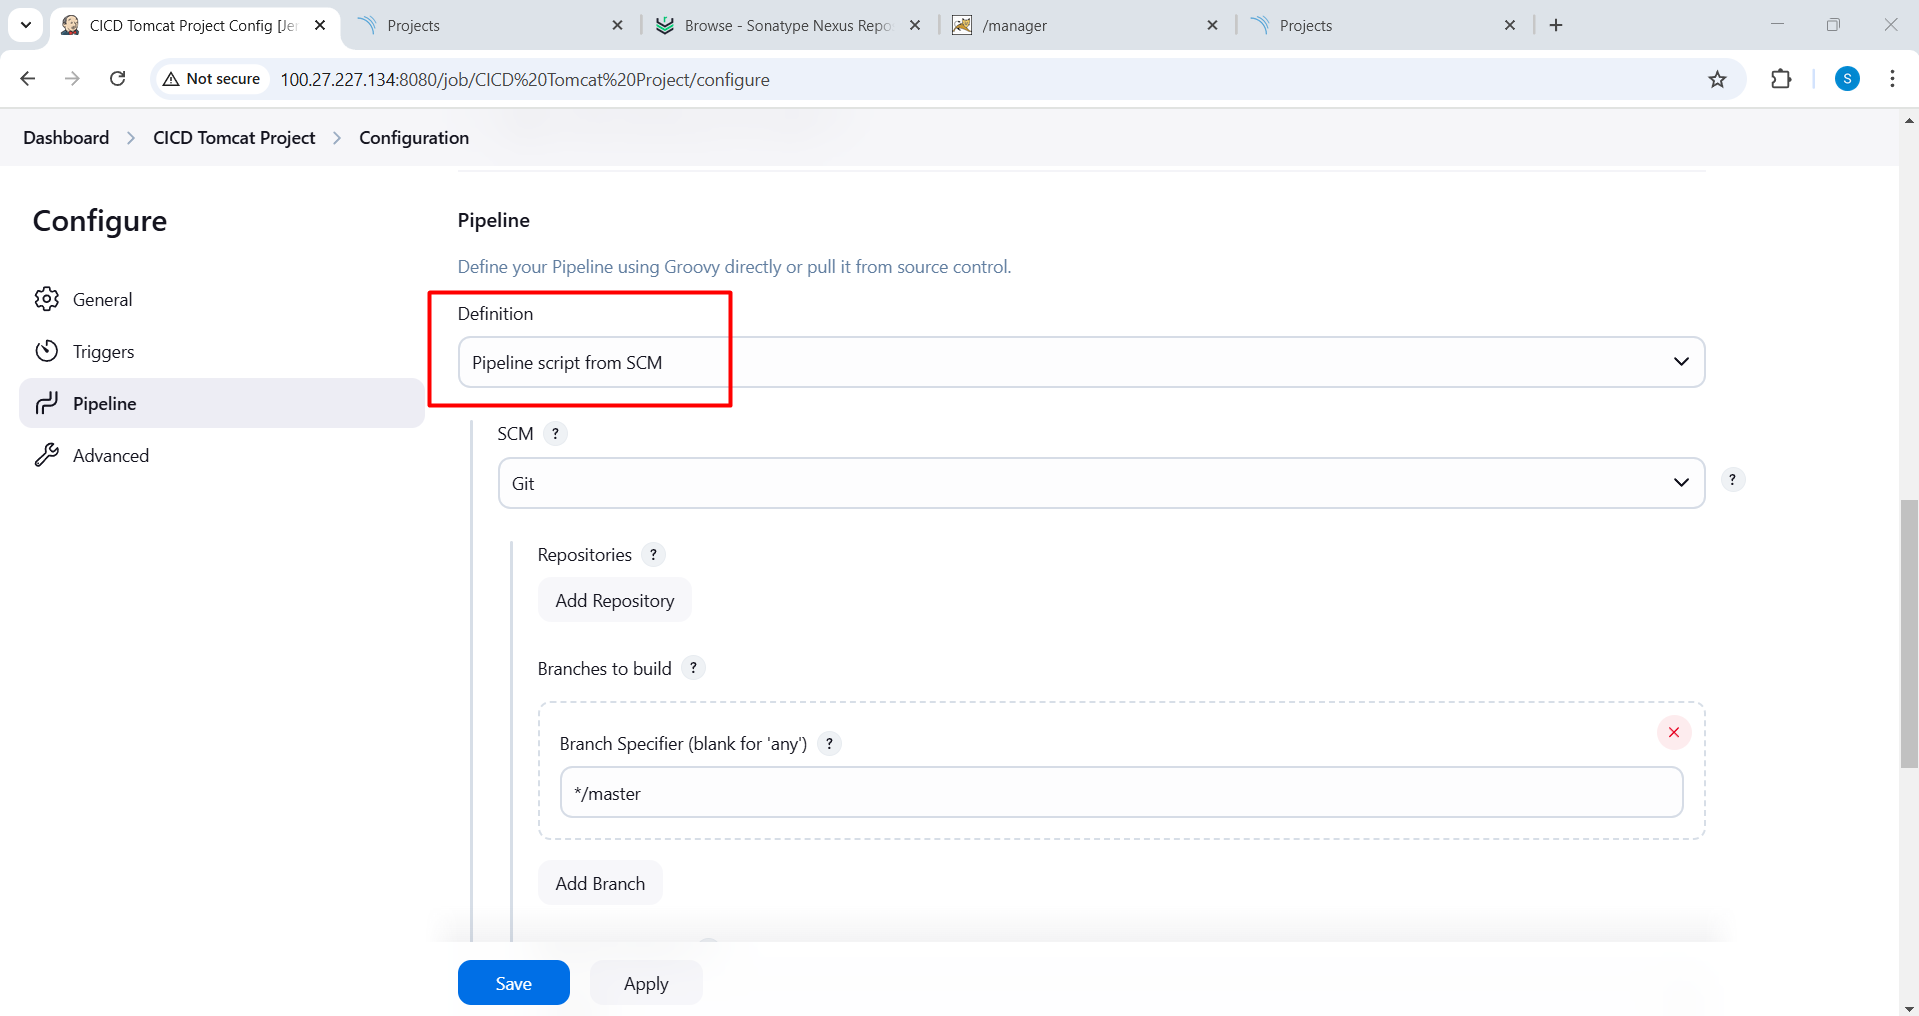 CICD Tomcat Project Config [Jen
Projects
Browse - Sonatype Nexus Repo
/manager
Projects
Not secure
100.27.227.134:8080/job/CICD%20Tomcat%20Project/configure
S
Dashboard
CICD Tomcat Project
Configuration
Configure
General
Triggers
Pipeline
Advanced
Pipeline
Define your Pipeline using Groovy directly or pull it from source control.
Definition
Pipeline script from SCM
SCM ?
Git
?
Repositories ?
Add Repository
Branches to build ?
Branch Specifier (blank for 'any') ?
*/master
Add Branch
Save
Apply